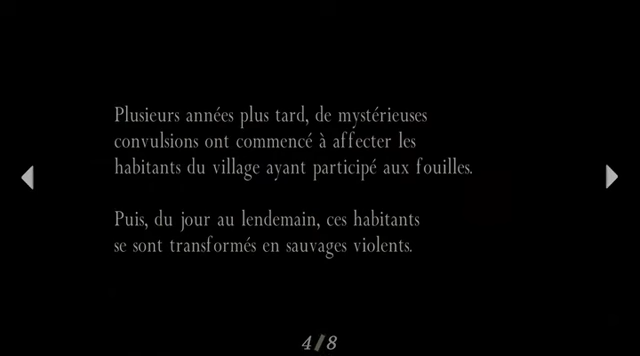 Plusieurs années plus tard, de mystérieuses
convulsions ont commencé à affecter les
habitants du village ayant participé aux fouilles.
Puis, du jour au lendemain, ces habitants
se sont transformés en sauvages violents.
4/8